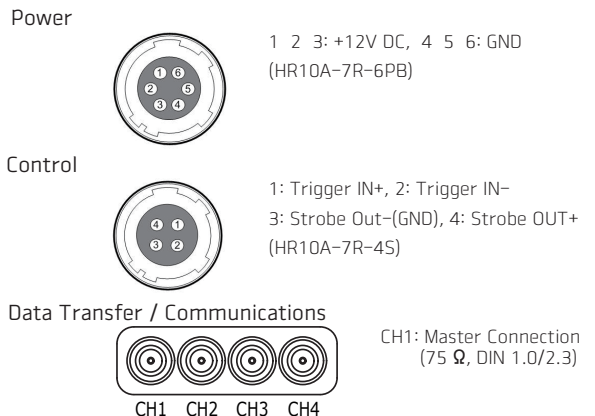 Power
1 2 3: +12V DC, 4 5 6: GND
(HR10A-7R-6PB)
1 6
2 5
3 4
Control
1: Trigger IN+, 2: Trigger IN-
3: Strobe Out-(GND), 4: Strobe OUT+
(HR10A-7R-4S)
4 1
3 2
Data Transfer / Communications
CH1: Master Connection
(75 Ω, DIN 1.0/2.3)
CH1 CH2 CH3 CH4